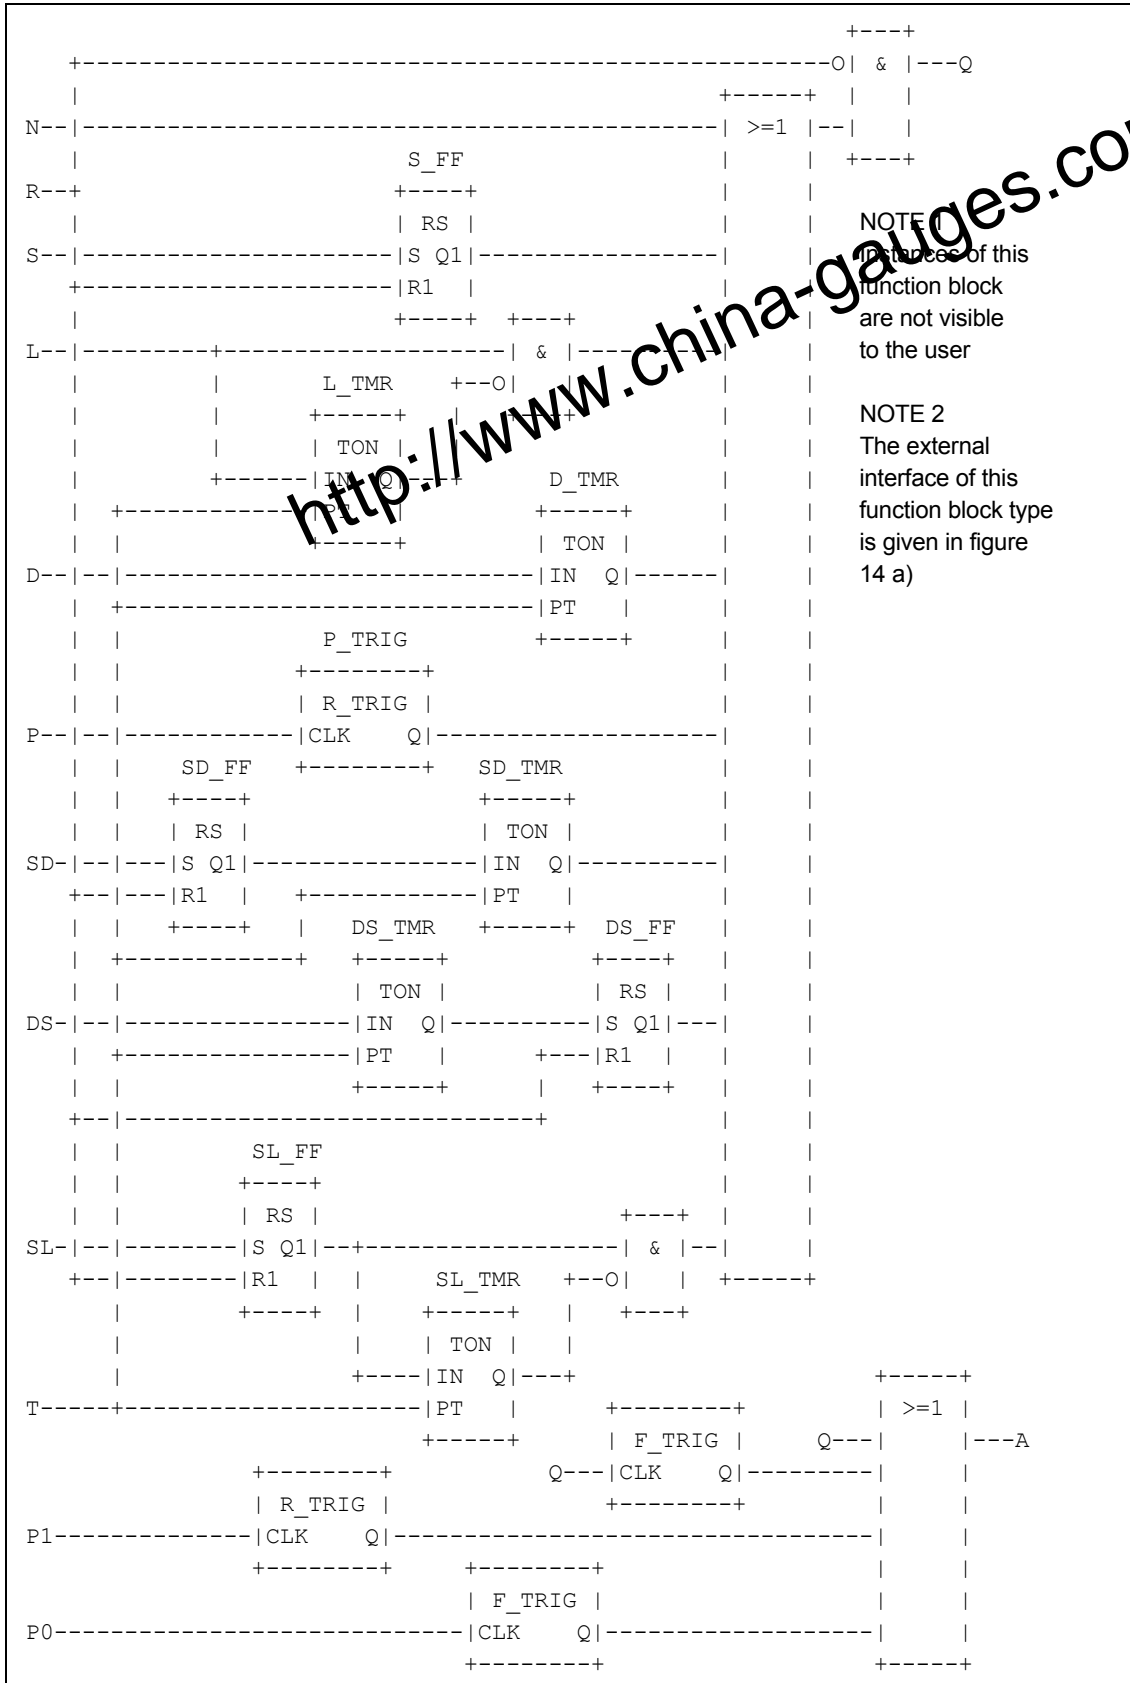 & Q
N >=1
S_FF
R
RS
S S Q1
R1
L &
L_TMR O
TON
IN Q D_TMR
PT
TON
D IN Q
PT
P_TRIG
R_TRIG
P CLK Q
SD_FF SD_TMR
RS TON
SD S Q1 IN Q
R1 PT
DS_TMR DS_FF
TON RS
DS IN Q S Q1
PT R1
SL_FF
RS
SL S Q1 &
R1 SL_TMR O
TON
IN Q
T PT >=1
F_TRIG Q A
Q CLK Q
R_TRIG
P1 CLK Q
F_TRIG
P0 CLK Q
NOTE 1
Instances of this
function block
are not visible
to the user
NOTE 2
The external
interface of this
function block type
is given in figure
14 a)
http://www.china-gauges.co